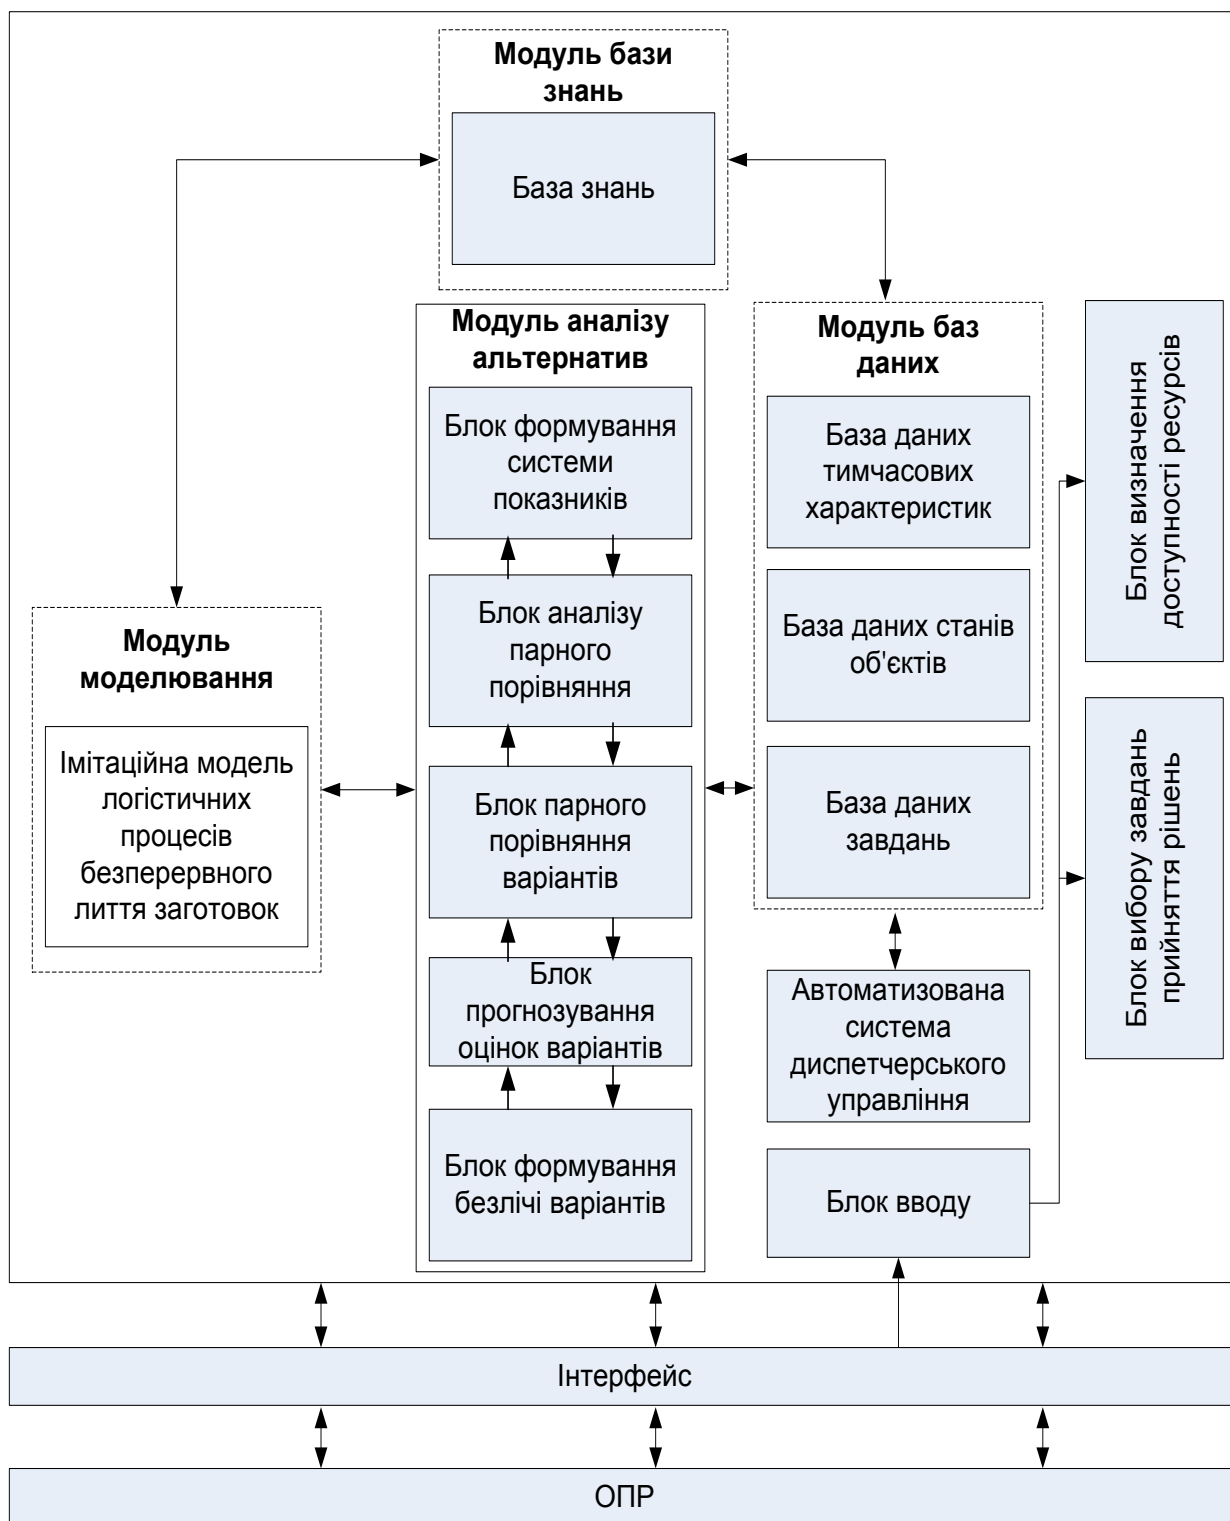 Модуль бази
знань
База знань
Модуль аналізу
альтернатив
Блок формування
системи
показників
Блок аналізу
парного
порівняння
Блок парного
порівняння
варіантів
Блок
прогнозування
оцінок варіантів
Блок формування
безлічі варіантів
Модуль баз
даних
База даних
тимчасових
характеристик
База даних станів
об'єктів
База даних
завдань
Автоматизована
система
диспетчерського
управління
Блок вводу
Блок визначення
доступності ресурсів
Блок вибору завдань
прийняття рішень
Модуль
моделювання
Імітаційна модель
логістичних
процесів
безперервного
лиття заготовок
Інтерфейс
ОПР